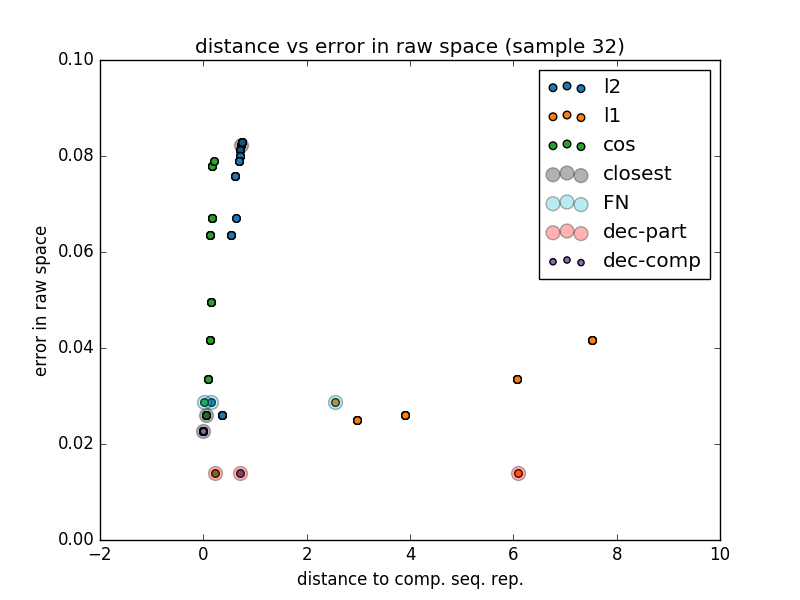 distance vs error in raw space (sample 32)
0.10
0.08
0.06
0.04
0.02
0.00
error in raw space
l2
l1
cos
closest
FN
dec-part
dec-comp
−2 0 2 4 6 8 10
distance to comp. seq. rep.